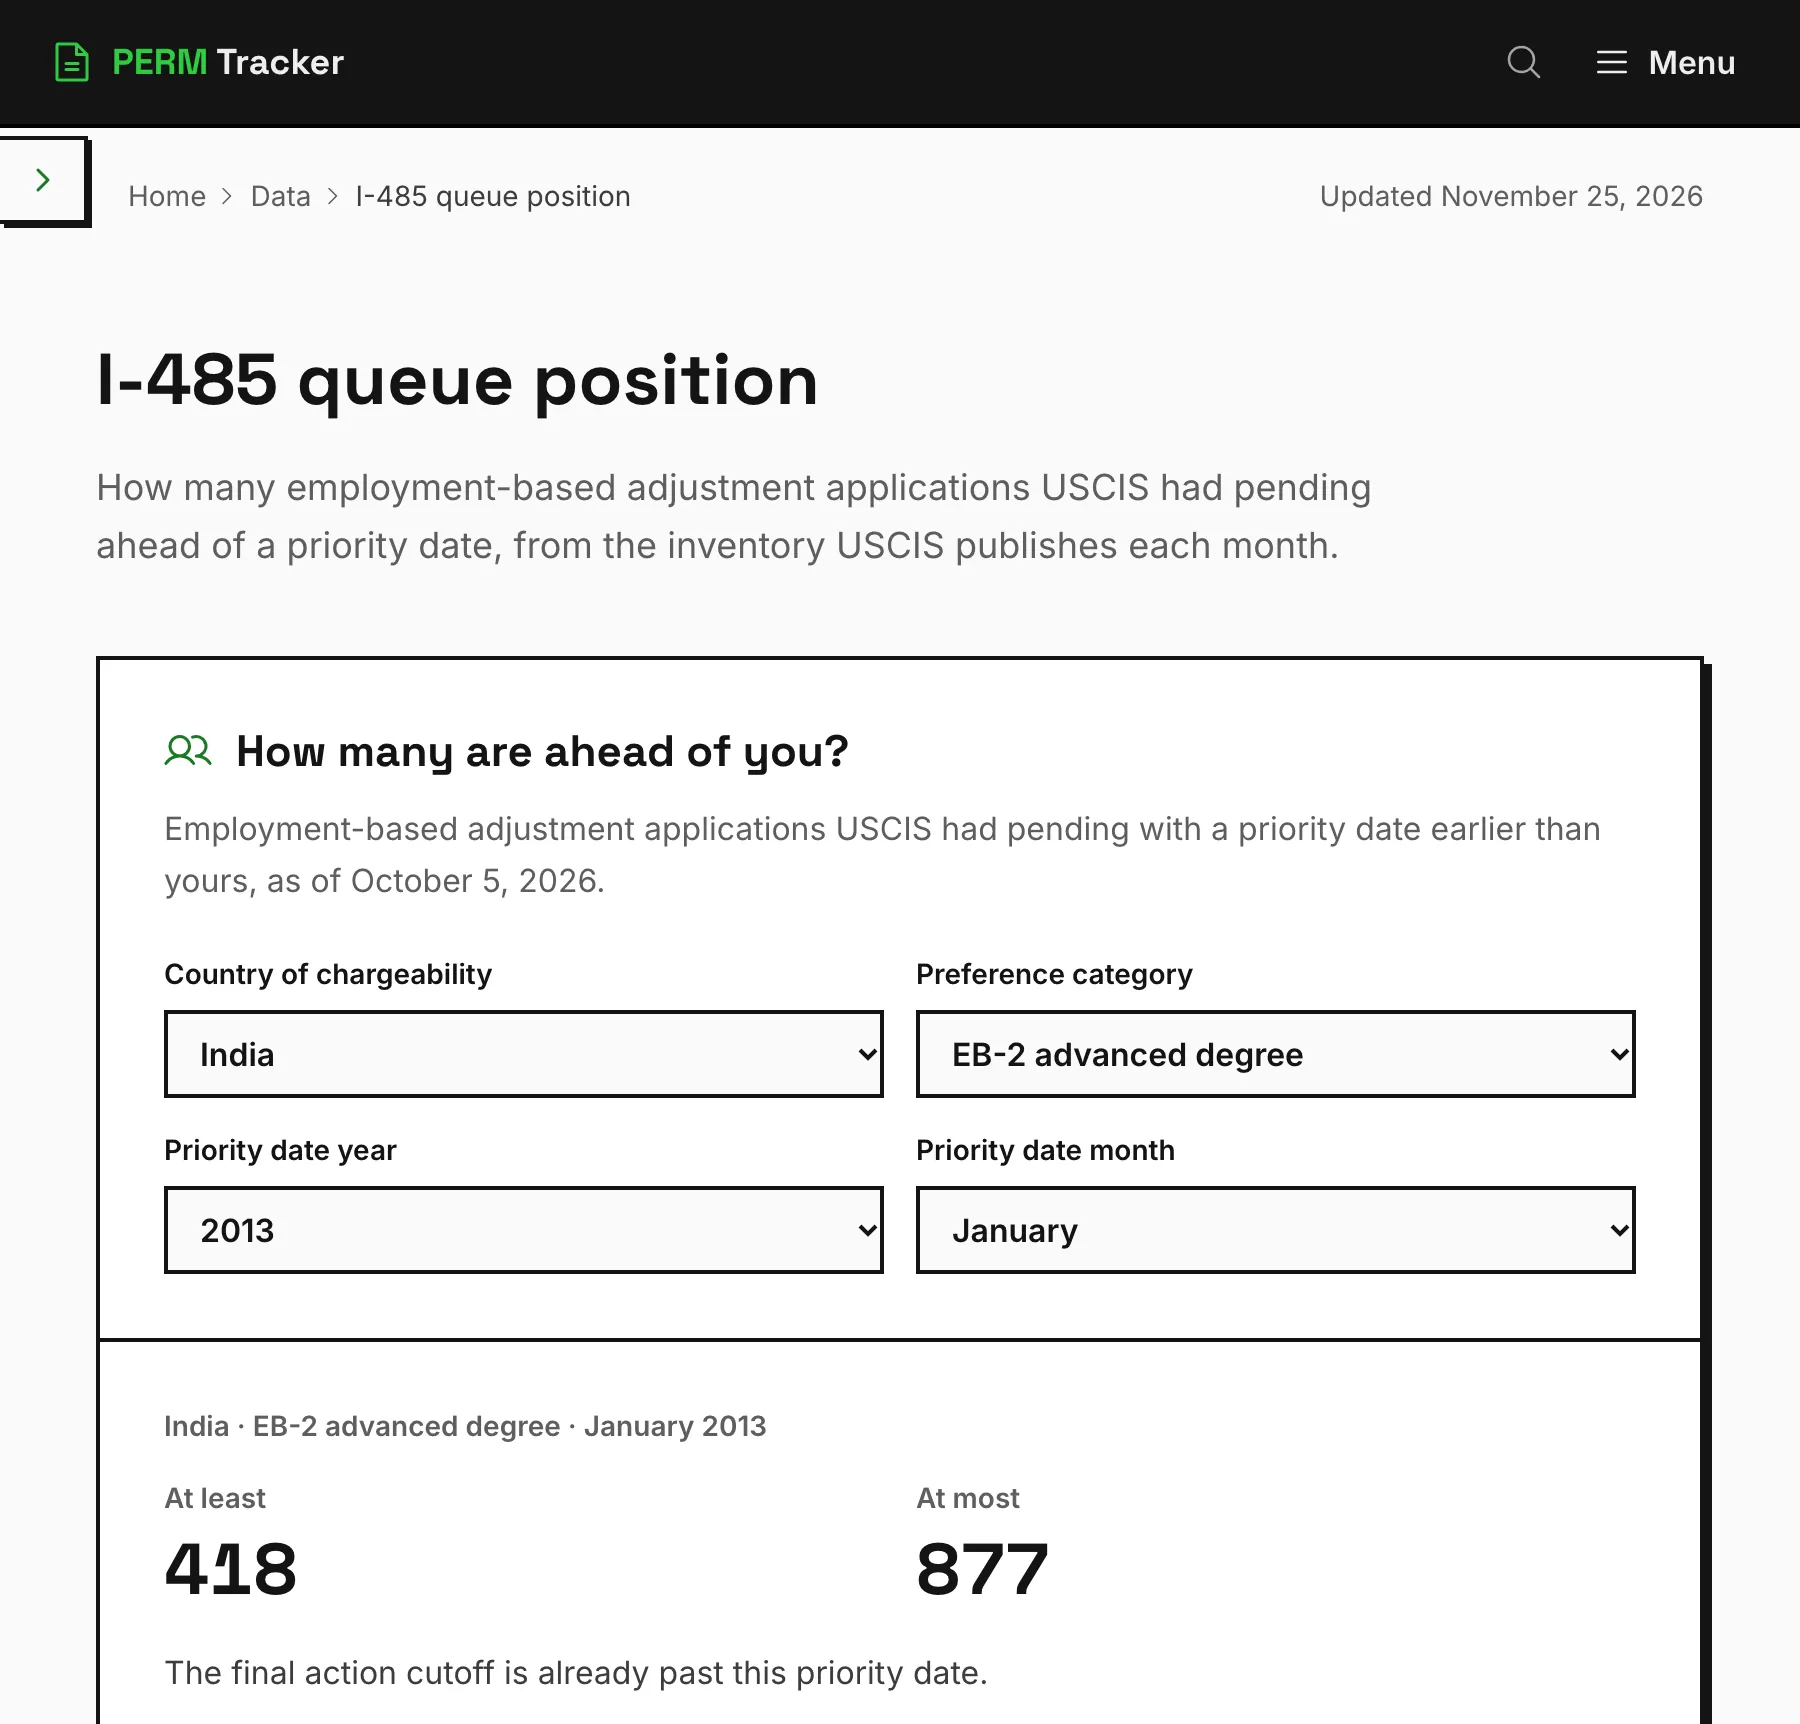 PERM Tracker
Menu
Home > Data > I-485 queue position
Updated November 25, 2026
I-485 queue position
How many employment-based adjustment applications USCIS had pending
ahead of a priority date, from the inventory USCIS publishes each month.
How many are ahead of you?
Employment-based adjustment applications USCIS had pending with a priority date earlier than
yours, as of October 5, 2026.
Country of chargeability
India
Preference category
EB-2 advanced degree
Priority date year
2013
Priority date month
January
India · EB-2 advanced degree · January 2013
At least
418
At most
877
The final action cutoff is already past this priority date.